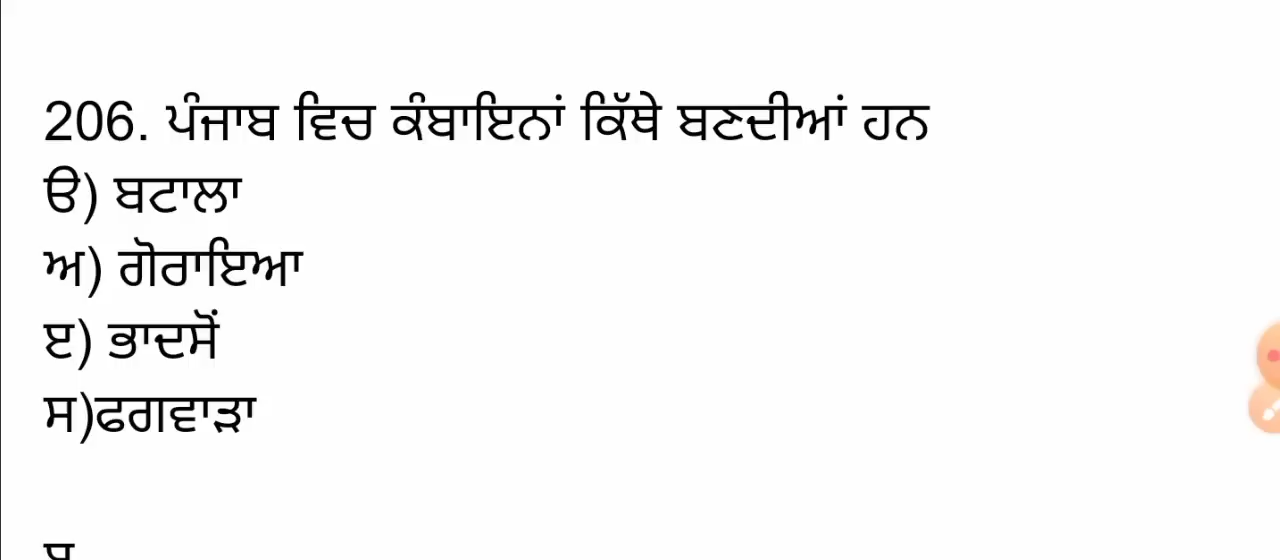 206. ਪੰਜਾਬ ਵਿਚ ਕੰਬਾਇਨਾਂ ਕਿੱਥੇ ਬਣਦੀਆਂ ਹਨ
ੳ) ਬਟਾਲਾ
ਅ) ਗੋਰਾਇਆ
ੲ) ਭਾਦਸੋਂ
ਸ)ਫਗਵਾੜਾ